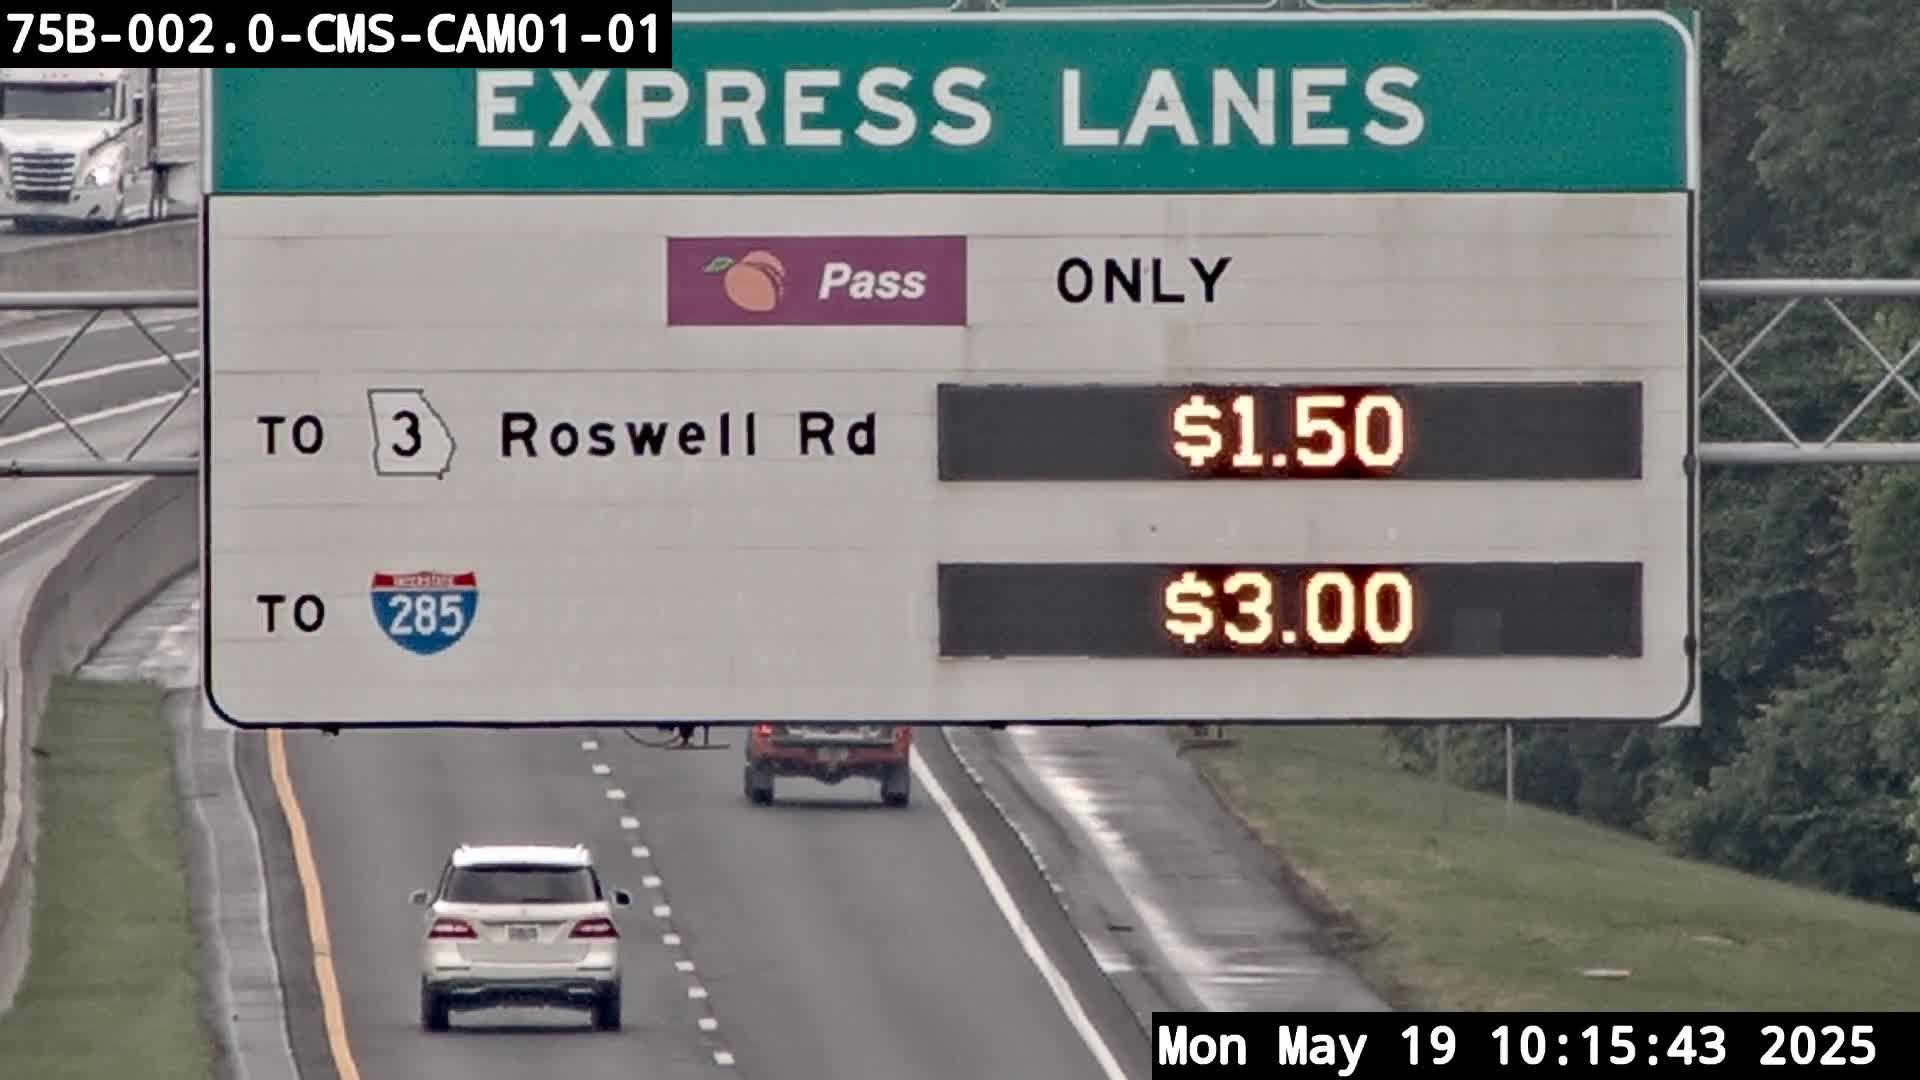 75B-002.0-CMS-CAM01-01
EXPRESS LANES
Pass ONLY
TO 3 Roswell Rd $1.50
TO INTERSTATE 285 $3.00
Mon May 19 10:15:43 2025